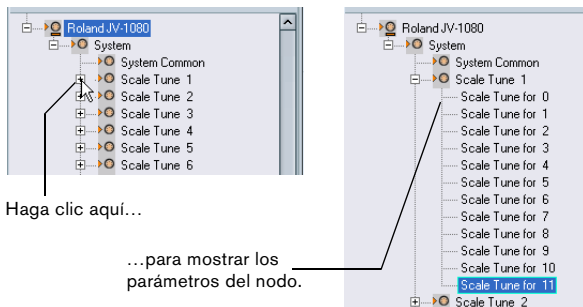 Roland JV-1080
System
System Common
Scale Tune 1
Scale Tune 2
Scale Tune 3
Scale Tune 4
Scale Tune 5
Scale Tune 6
Haga clic aquí…
…para mostrar los
parámetros del nodo.
Roland JV-1080
System
System Common
Scale Tune 1
Scale Tune for 0
Scale Tune for 1
Scale Tune for 2
Scale Tune for 3
Scale Tune for 4
Scale Tune for 5
Scale Tune for 6
Scale Tune for 7
Scale Tune for 8
Scale Tune for 9
Scale Tune for 10
Scale Tune for 11
Scale Tune 2